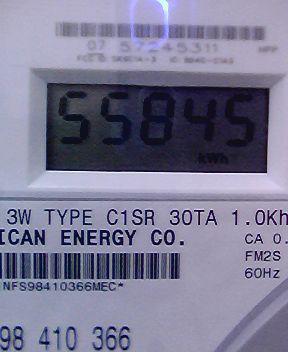 07 57245311
55845
kWh
3W TYPE C1SR 30TA 1.0Kh
ICAN ENERGY CO.
CA 0.
FM2S
60Hz
NFS98410366MEC*
98 410 366